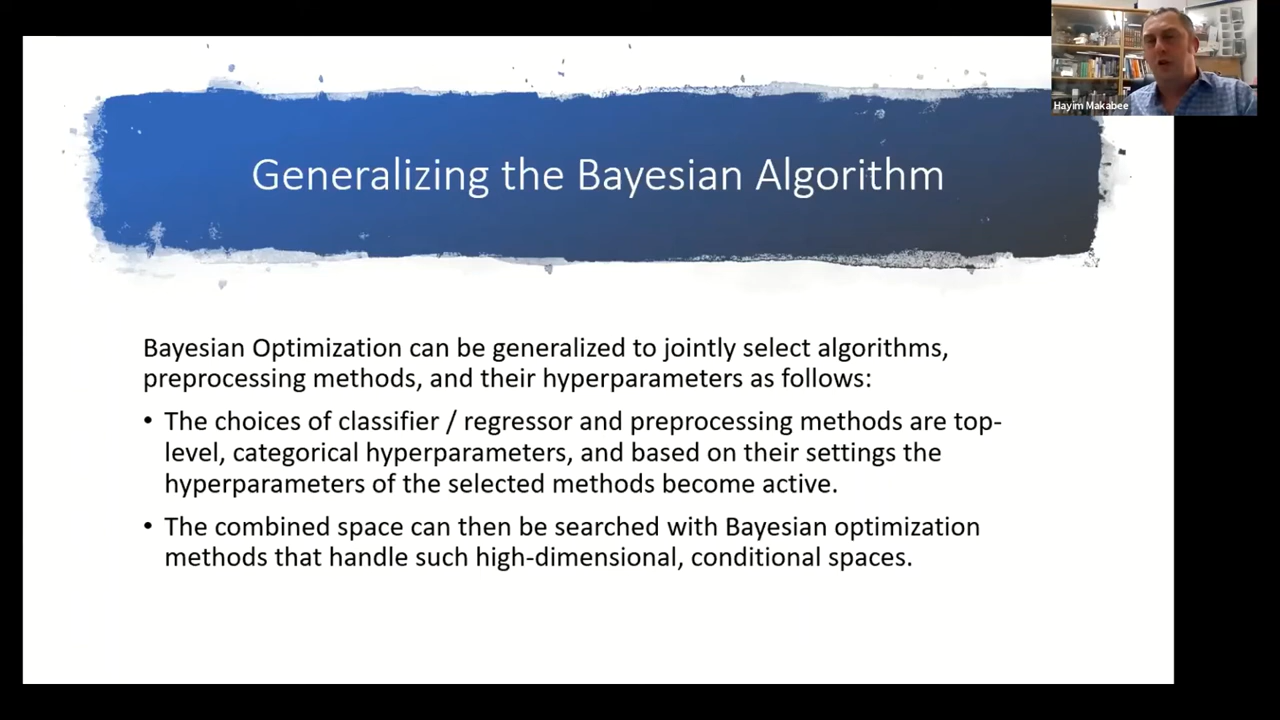 Hayim Makabee
Generalizing the Bayesian Algorithm
Bayesian Optimization can be generalized to jointly select algorithms,
preprocessing methods, and their hyperparameters as follows:
• The choices of classifier / regressor and preprocessing methods are top-
level, categorical hyperparameters, and based on their settings the
hyperparameters of the selected methods become active.
• The combined space can then be searched with Bayesian optimization
methods that handle such high-dimensional, conditional spaces.